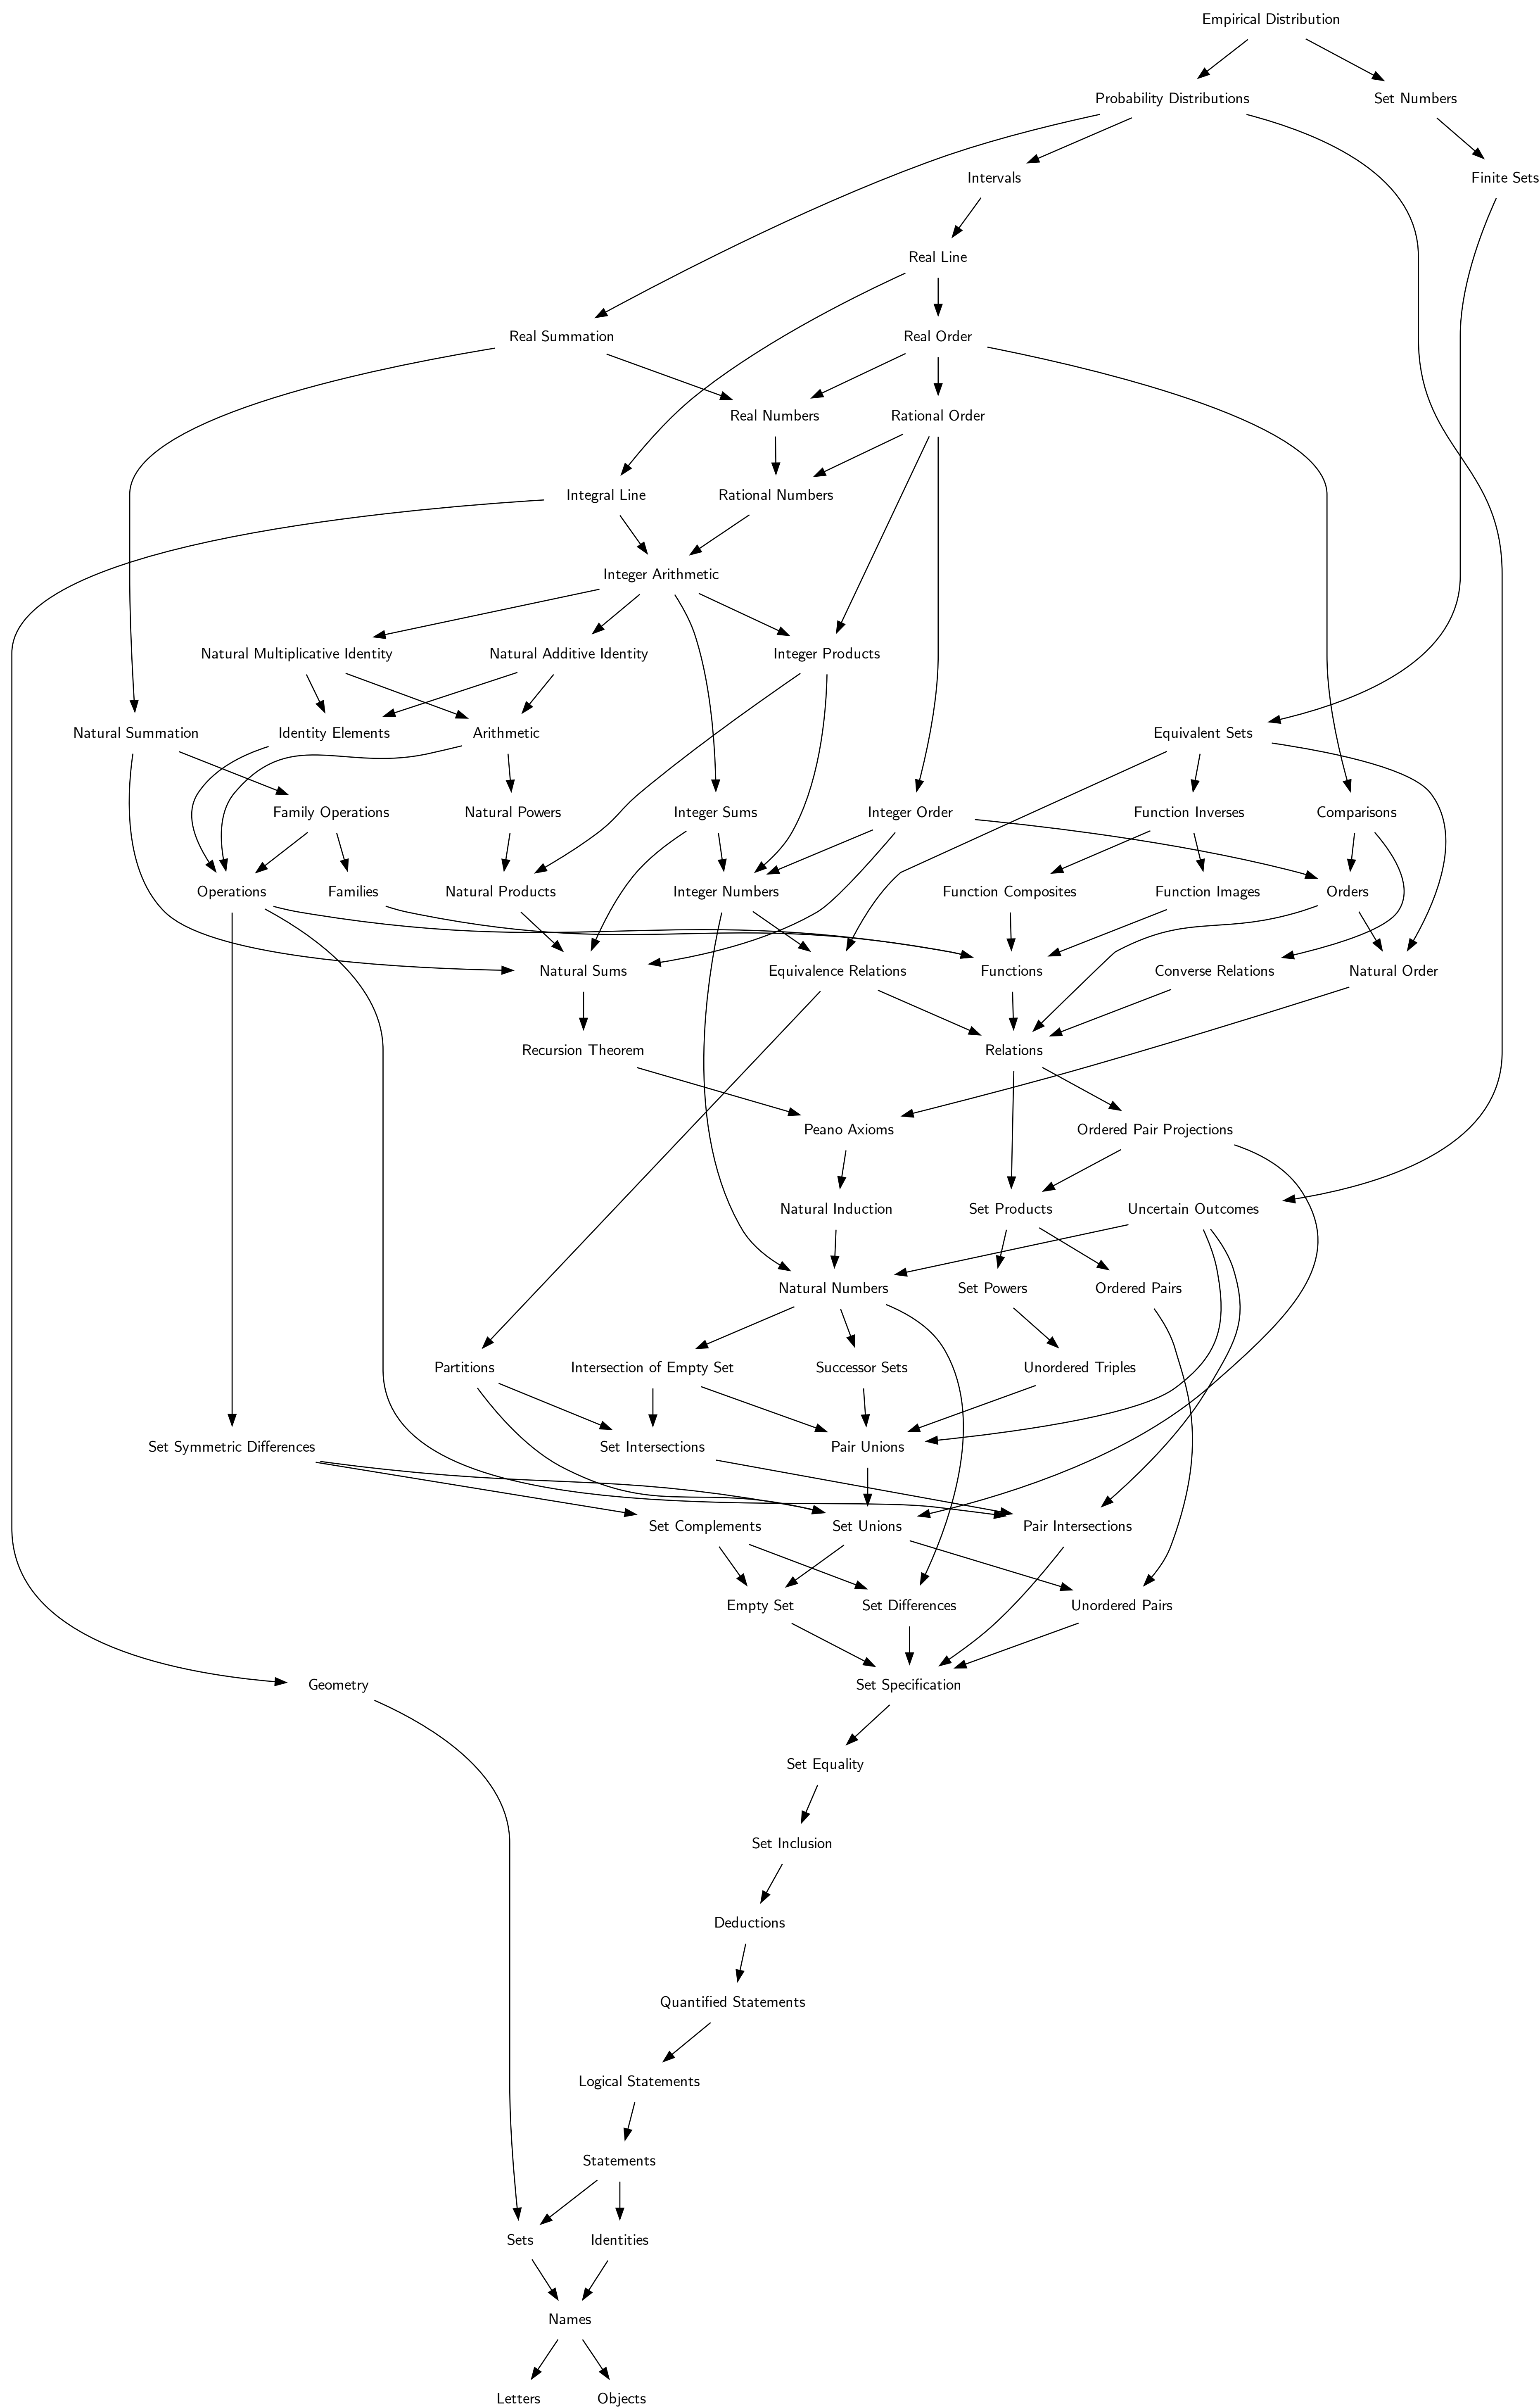 Empirical Distribution
Probability Distributions
Set Numbers
Intervals
Finite Sets
Real Line
Real Summation
Real Order
Real Numbers
Rational Order
Integral Line
Rational Numbers
Integer Arithmetic
Natural Multiplicative Identity
Natural Additive Identity
Integer Products
Natural Summation
Identity Elements
Arithmetic
Equivalent Sets
Family Operations
Natural Powers
Integer Sums
Integer Order
Function Inverses
Comparisons
Operations
Families
Natural Products
Integer Numbers
Function Composites
Function Images
Orders
Natural Sums
Equivalence Relations
Functions
Converse Relations
Natural Order
Recursion Theorem
Relations
Peano Axioms
Ordered Pair Projections
Natural Induction
Set Products
Uncertain Outcomes
Natural Numbers
Set Powers
Ordered Pairs
Partitions
Intersection of Empty Set
Successor Sets
Unordered Triples
Set Symmetric Differences
Set Intersections
Pair Unions
Set Complements
Set Unions
Pair Intersections
Empty Set
Set Differences
Unordered Pairs
Geometry
Set Specification
Set Equality
Set Inclusion
Deductions
Quantified Statements
Logical Statements
Statements
Sets
Identities
Names
Letters
Objects